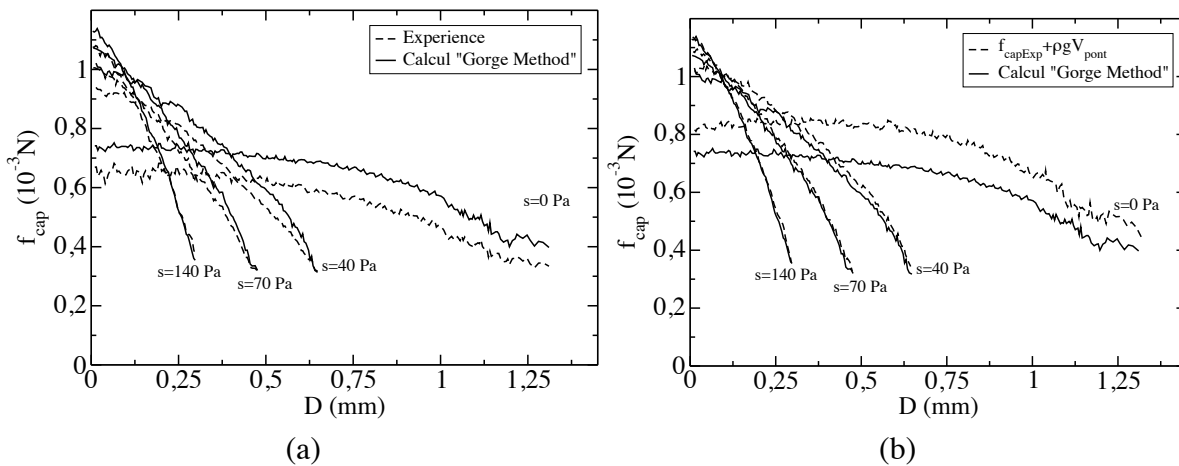 Experience
Calcul "Gorge Method"
f_cap (10^-3 N)
1
0,8
0,6
0,4
0,2
0
s=0 Pa
s=140 Pa
s=40 Pa
s=70 Pa
0 0,25 0,5 0,75 1 1,25
D (mm)
(a)
f_capExp+ρgV_pont
Calcul "Gorge Method"
f_cap (10^-3 N)
1
0,8
0,6
0,4
0,2
0
s=0 Pa
s=140 Pa
s=40 Pa
s=70 Pa
0 0,25 0,5 0,75 1 1,25
D (mm)
(b)